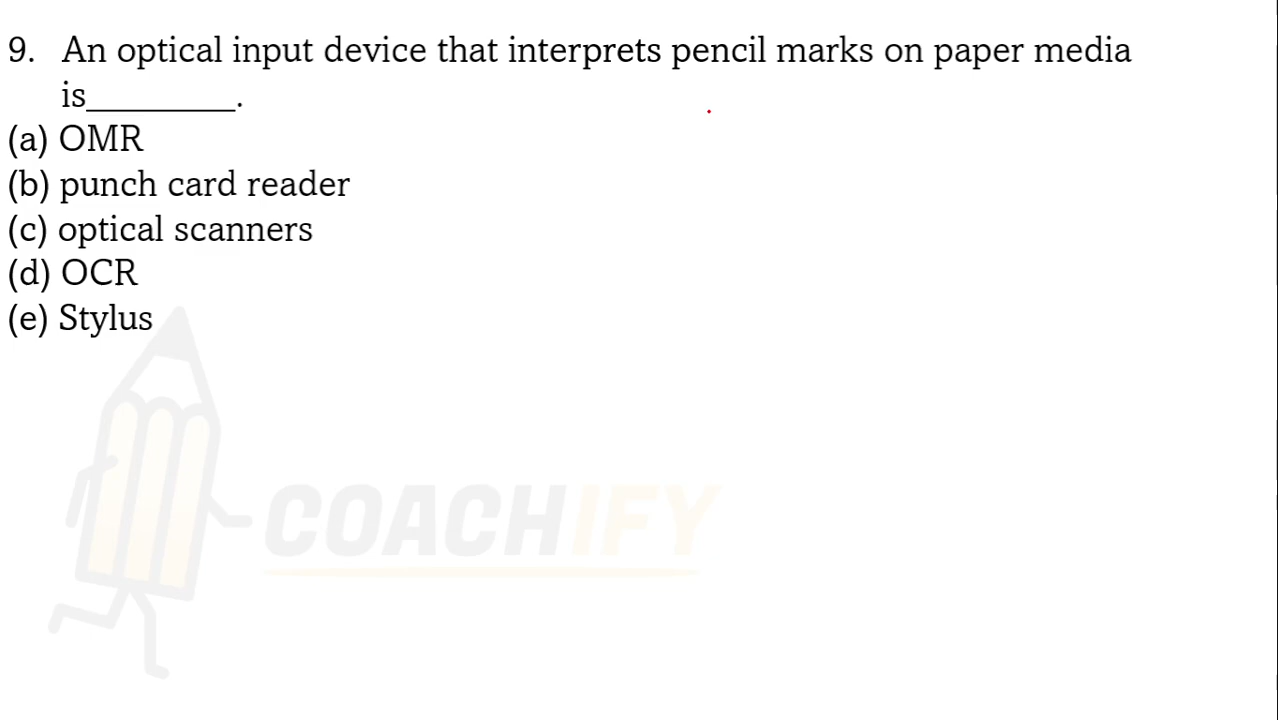 9. An optical input device that interprets pencil marks on paper media
is________.
(a) OMR
(b) punch card reader
(c) optical scanners
(d) OCR
(e) Stylus
COACHIFY